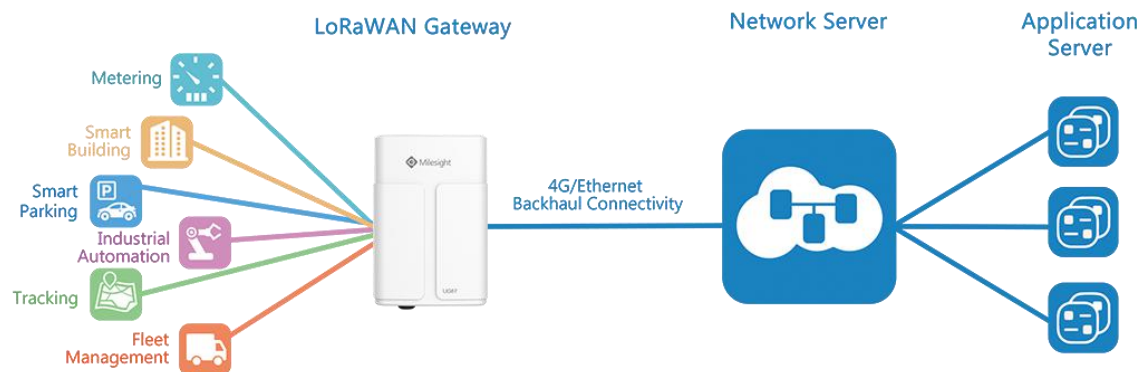 LoRaWAN Gateway
Network Server
Application
Server
Metering
Smart
Building
P
Smart
Parking
Industrial
Automation
Tracking
Fleet
Management
Milesight
UG67
4G/Ethernet
Backhaul Connectivity